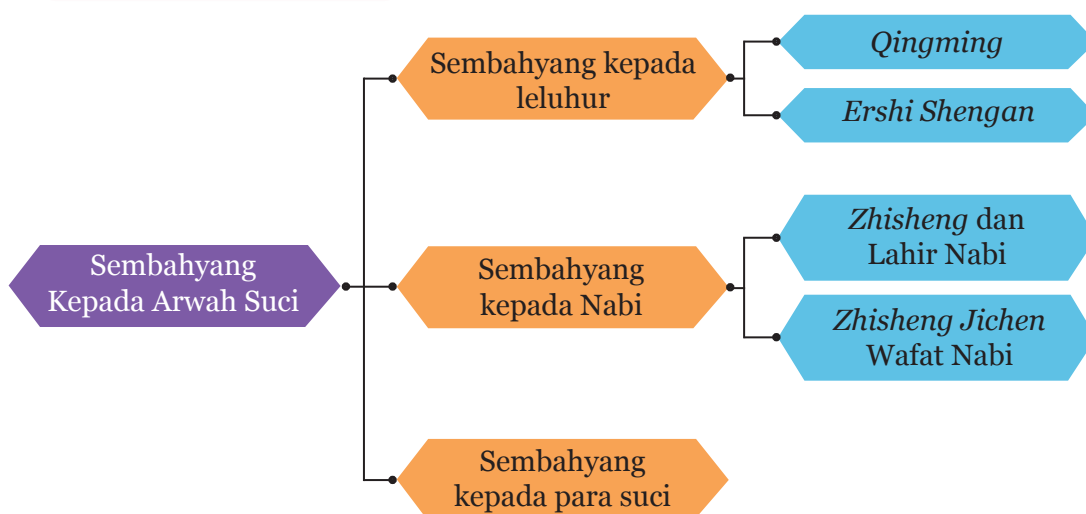 Sembahyang
Kepada Arwah Suci
Sembahyang kepada
leluhur
Qingming
Ershi Shengan
Sembahyang
kepada Nabi
Zhisheng dan
Lahir Nabi
Zhisheng Jichen
Wafat Nabi
Sembahyang
kepada para suci